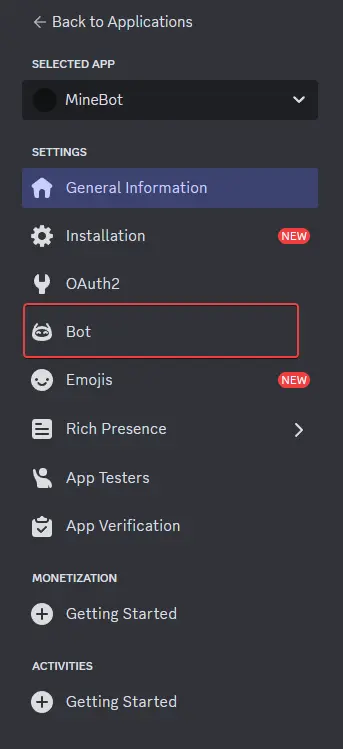 Back to Applications
SELECTED APP
MineBot
SETTINGS
General Information
Installation NEW
OAuth2
Bot
Emojis NEW
Rich Presence
App Testers
App Verification
MONETIZATION
Getting Started
ACTIVITIES
Getting Started